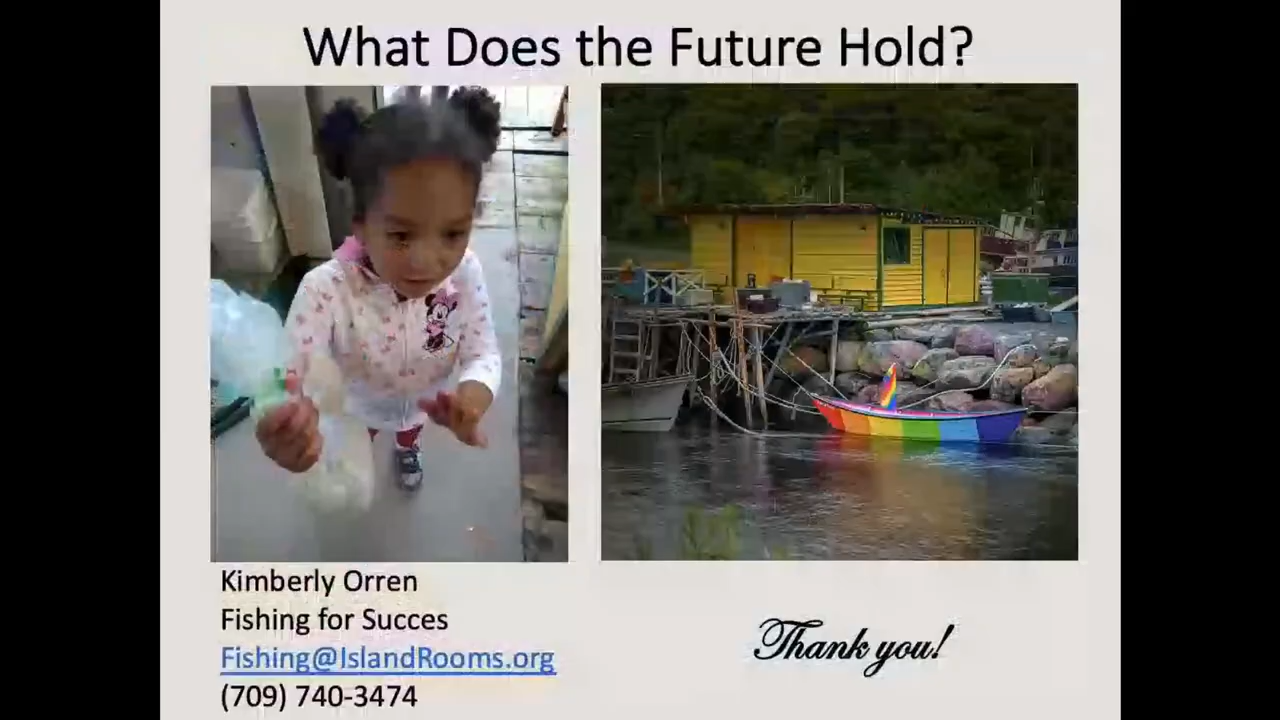 What Does the Future Hold?
Kimberly Orren
Fishing for Succes
Fishing@IslandRooms.org
(709) 740-3474
Thank you!